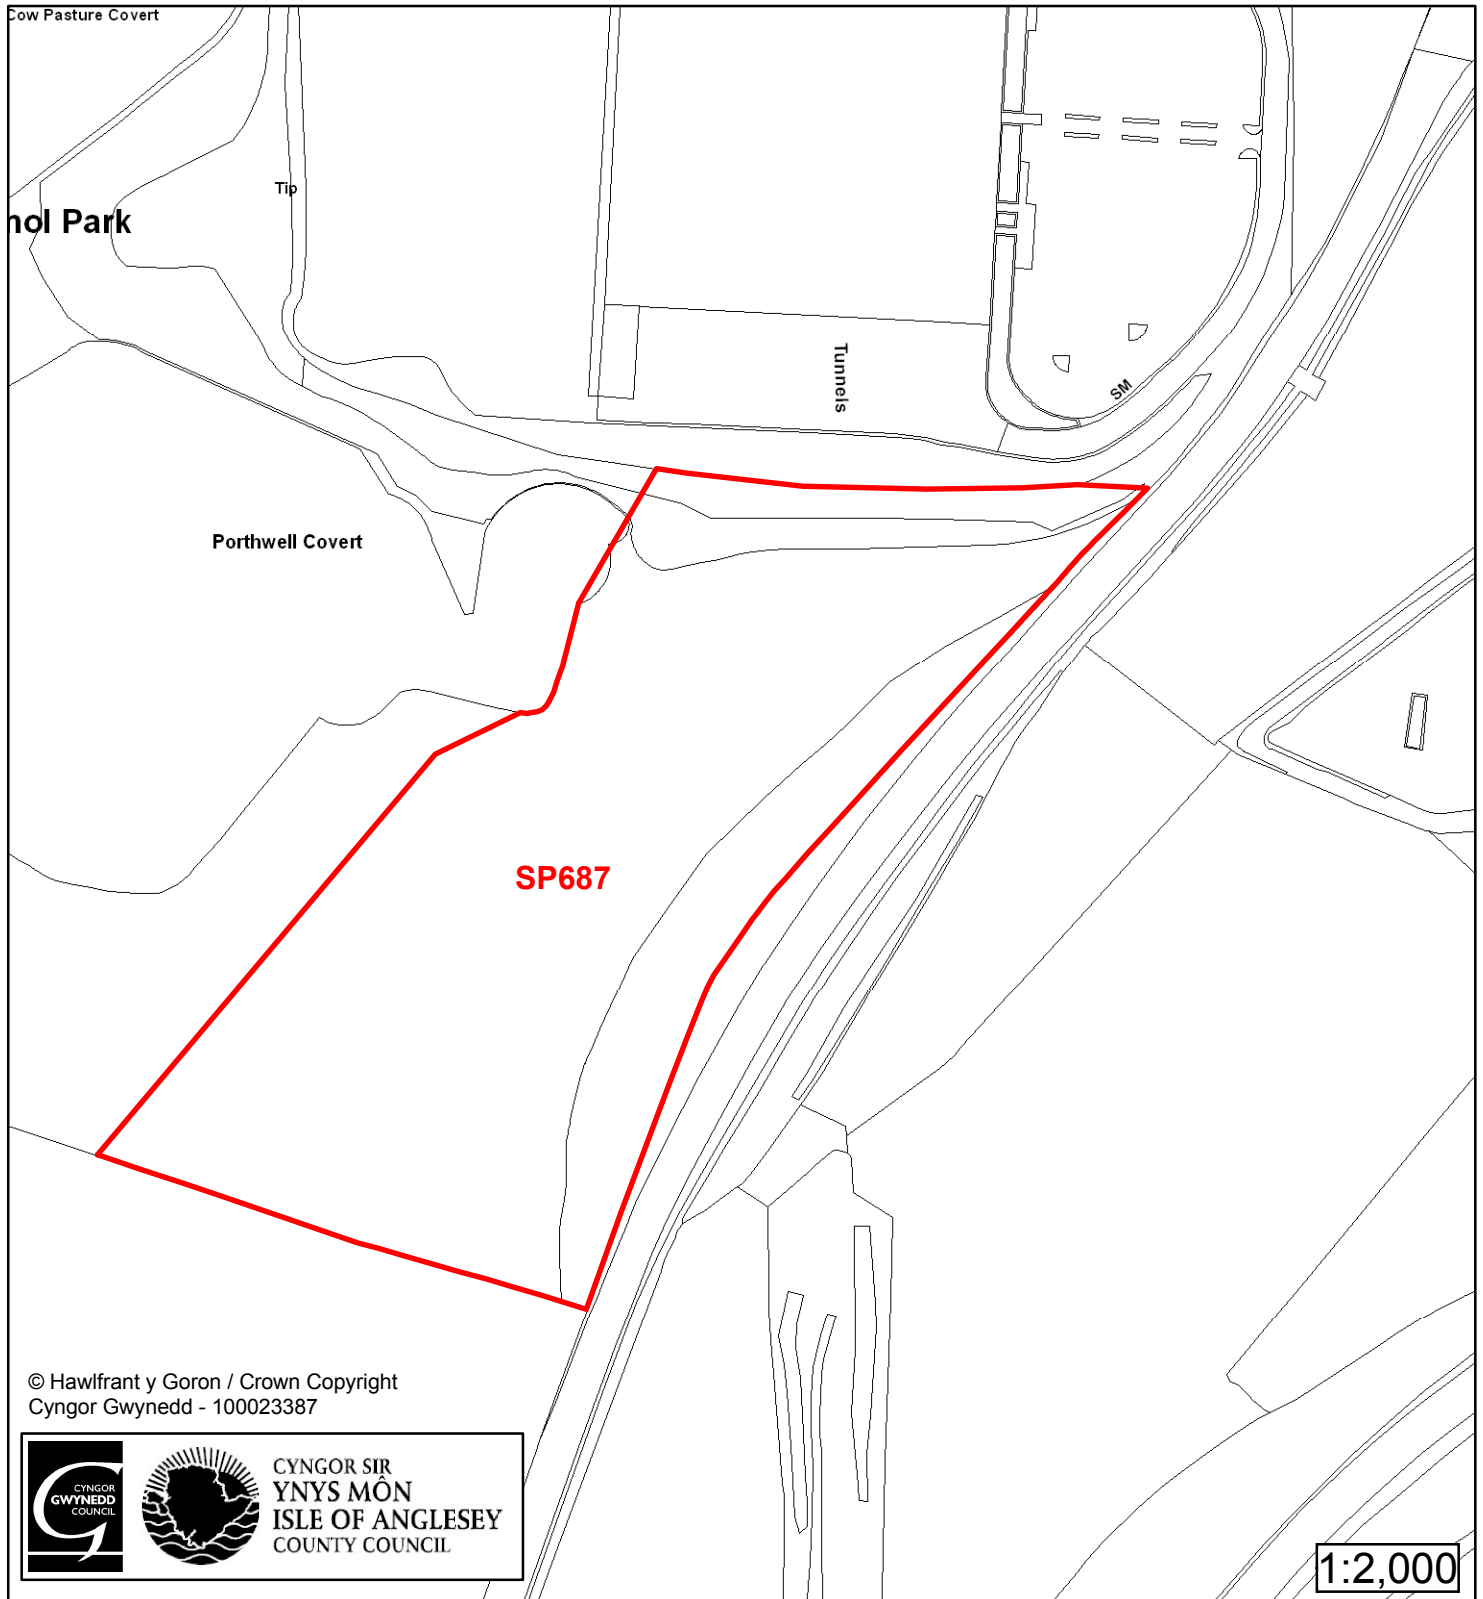 Cow Pasture Covert
Tip
nol Park
Tunnels
SM
Porthwell Covert
SP687
© Hawlfrant y Goron / Crown Copyright
Cyngor Gwynedd - 100023387
CYNGOR
GWYNEDD
COUNCIL
CYNGOR SIR
YNYS MÔN
ISLE OF ANGLESEY
COUNTY COUNCIL
1:2,000